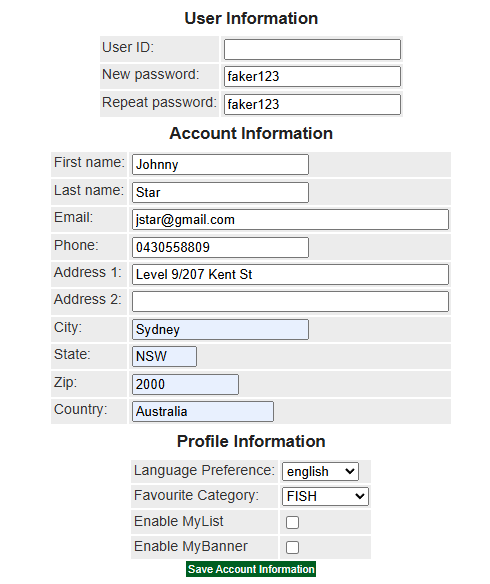 User Information
User ID:
New password: faker123
Repeat password: faker123
Account Information
First name: Johnny
Last name: Star
Email: jstar@gmail.com
Phone: 0430558809
Address 1: Level 9/207 Kent St
Address 2:
City: Sydney
State: NSW
Zip: 2000
Country: Australia
Profile Information
Language Preference: english
Favourite Category: FISH
Enable MyList
Enable MyBanner
Save Account Information